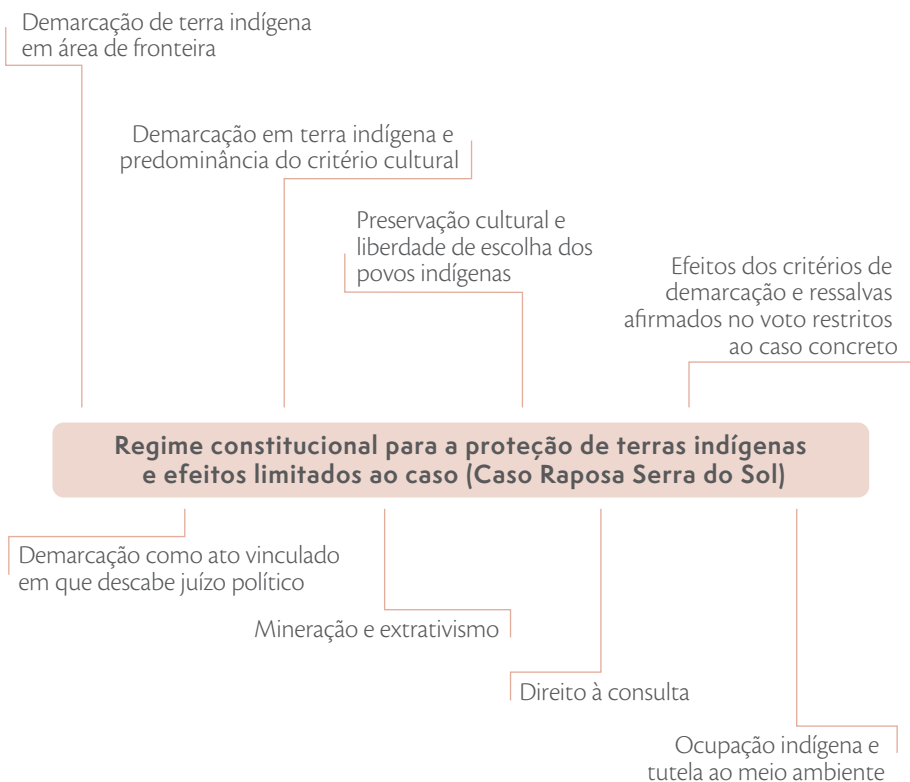 Demarcação de terra indígena
em área de fronteira
Demarcação em terra indígena e
predominância do critério cultural
Preservação cultural e
liberdade de escolha dos
povos indígenas
Efeitos dos critérios de
demarcação e ressalvas
afirmados no voto restritos
ao caso concreto
Regime constitucional para a proteção de terras indígenas
e efeitos limitados ao caso (Caso Raposa Serra do Sol)
Demarcação como ato vinculado
em que descabe juízo político
Mineração e extrativismo
Direito à consulta
Ocupação indígena e
tutela ao meio ambiente